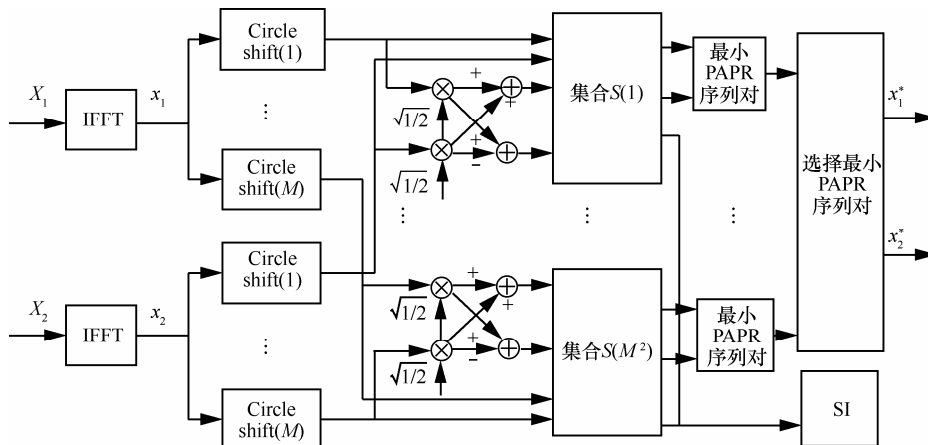 X₁
IFFT
x₁
Circle
shift(1)
⋮
Circle
shift(M)
X₂
IFFT
x₂
Circle
shift(1)
⋮
Circle
shift(M)
+
+
√1/2
+
−
√1/2
⋮
+
+
√1/2
+
−
√1/2
集合S(1)
⋮
集合S(M²)
最小
PAPR
序列对
⋮
最小
PAPR
序列对
选择最小
PAPR
序列对
SI
x₁*
x₂*